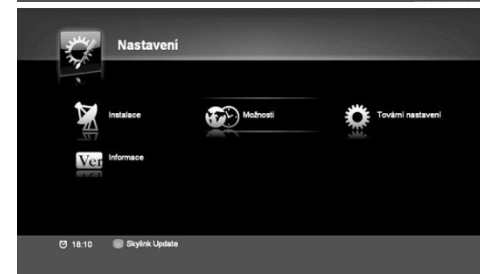 Nastavení
Instalace
Možnosti
Tovární nastavení
Ver
Informace
18:10
Skylink Update